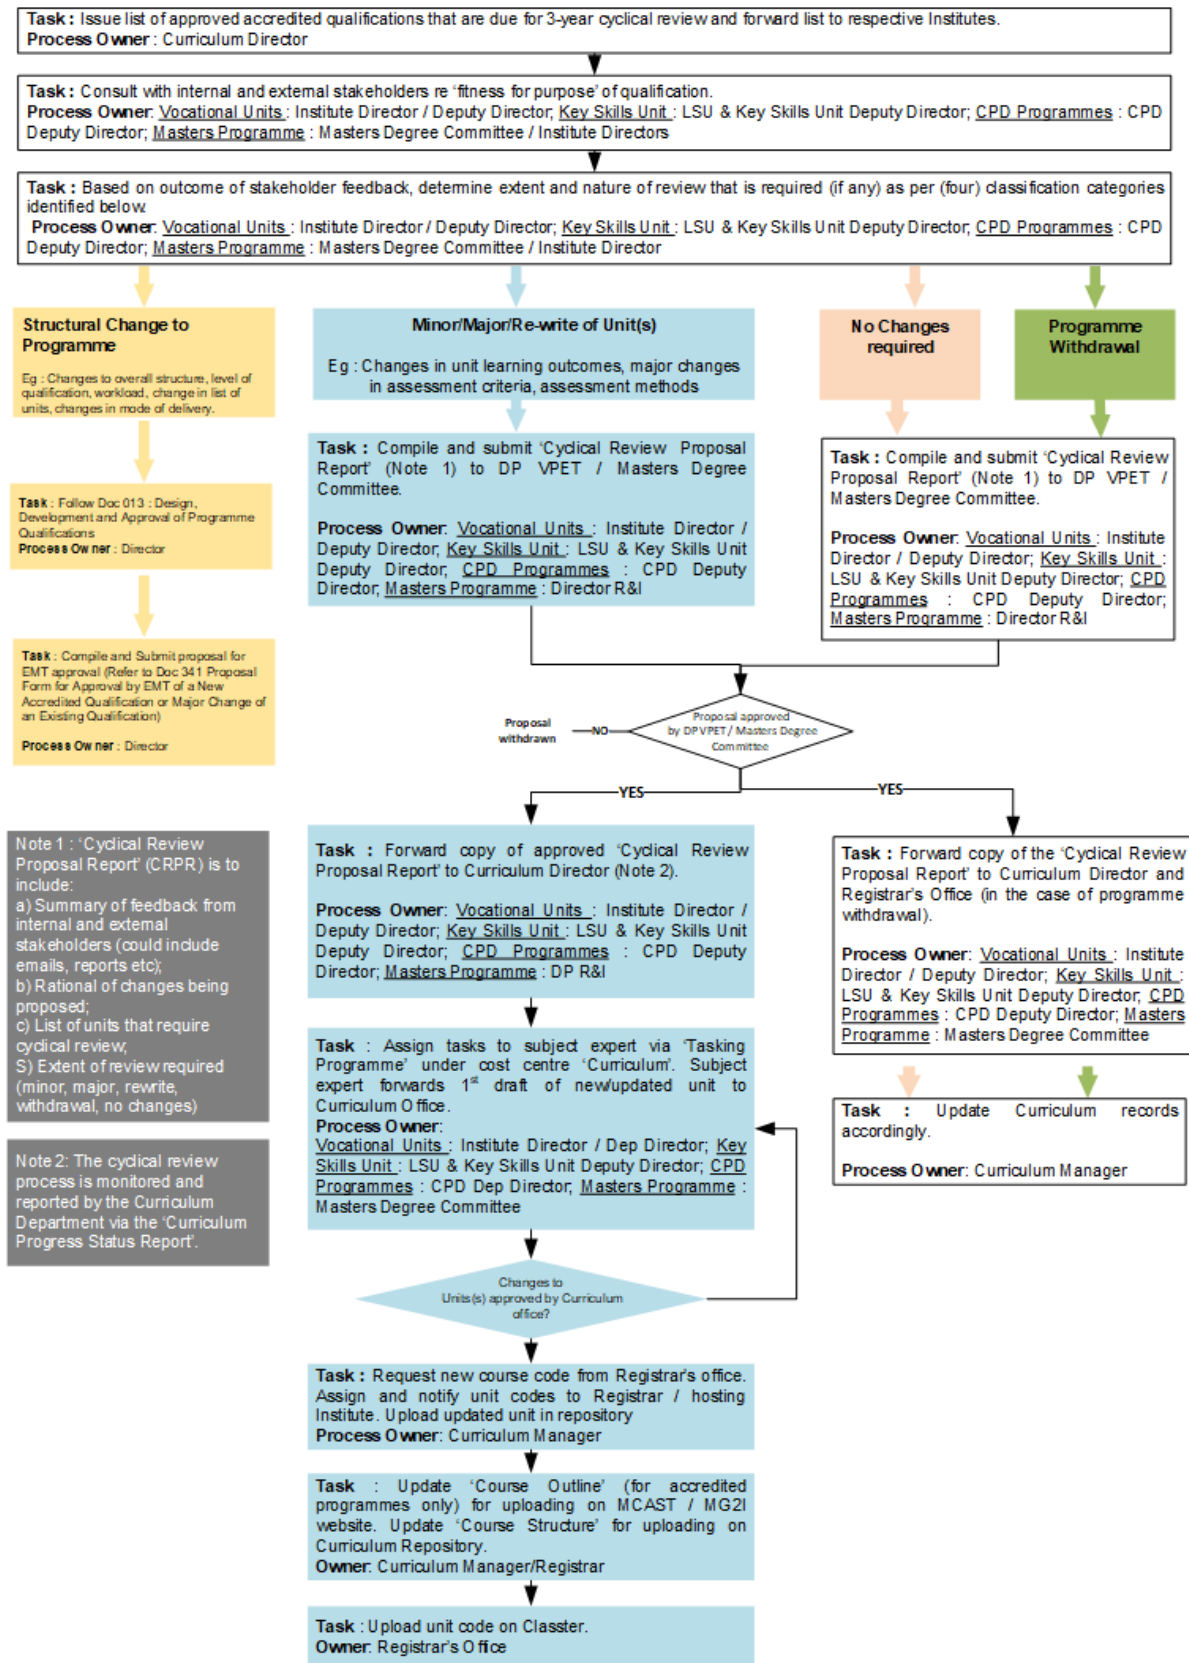 Task : Issue list of approved accredited qualifications that are due for 3-year cyclical review and forward list to respective Institutes.
Process Owner : Curriculum Director
Task : Consult with internal and external stakeholders re ‘fitness for purpose’ of qualification.
Process Owner: Vocational Units : Institute Director / Deputy Director; Key Skills Unit : LSU & Key Skills Unit Deputy Director; CPD Programmes : CPD
Deputy Director; Masters Programme : Masters Degree Committee / Institute Directors
Task : Based on outcome of stakeholder feedback, determine extent and nature of review that is required (if any) as per (four) classification categories
identified below.
Process Owner: Vocational Units : Institute Director / Deputy Director; Key Skills Unit : LSU & Key Skills Unit Deputy Director; CPD Programmes : CPD
Deputy Director; Masters Programme : Masters Degree Committee / Institute Director
Structural Change to
Programme
Eg : Changes to overall structure, level of
qualification, workload, change in list of
units, changes in mode of delivery.
Task : Follow Doc 013 : Design,
Development and Approval of Programme
Qualifications
Process Owner : Director
Task : Compile and Submit proposal for
EMT approval (Refer to Doc 341 Proposal
Form for Approval by EMT of a New
Accredited Qualification or Major Change of
an Existing Qualification)
Process Owner : Director
Minor/Major/Re-write of Unit(s)
Eg : Changes in unit learning outcomes, major changes
in assessment criteria, assessment methods
Task : Compile and submit ‘Cyclical Review Proposal
Report’ (Note 1) to DP VPET / Masters Degree
Committee.
Process Owner: Vocational Units : Institute Director /
Deputy Director; Key Skills Unit : LSU & Key Skills Unit
Deputy Director; CPD Programmes : CPD Deputy
Director; Masters Programme : Director R&I
No Changes
required
Programme
Withdrawal
Task : Compile and submit ‘Cyclical Review
Proposal Report’ (Note 1) to DP VPET /
Masters Degree Committee.
Process Owner: Vocational Units : Institute
Director / Deputy Director; Key Skills Unit :
LSU & Key Skills Unit Deputy Director; CPD
Programmes : CPD Deputy Director;
Masters Programme : Director R&I
Proposal approved
by DPVPET / Masters Degree
Committee
NO
Proposal
withdrawn
YES
YES
Note 1 : ‘Cyclical Review
Proposal Report’ (CRPR) is to
include:
a) Summary of feedback from
internal and external
stakeholders (could include
emails, reports etc);
b) Rational of changes being
proposed;
c) List of units that require
cyclical review;
S) Extent of review required
(minor, major, rewrite,
withdrawal, no changes)
Note 2: The cyclical review
process is monitored and
reported by the Curriculum
Department via the ‘Curriculum
Progress Status Report’.
Task : Forward copy of approved ‘Cyclical Review
Proposal Report’ to Curriculum Director (Note 2).
Process Owner: Vocational Units : Institute Director /
Deputy Director; Key Skills Unit : LSU & Key Skills Unit
Deputy Director; CPD Programmes : CPD Deputy
Director; Masters Programme : DP R&I
Task : Assign tasks to subject expert via ‘Tasking
Programme’ under cost centre ‘Curriculum’. Subject
expert forwards 1st draft of new/updated unit to
Curriculum Office.
Process Owner:
Vocational Units : Institute Director / Dep Director; Key
Skills Unit : LSU & Key Skills Unit Deputy Director; CPD
Programmes : CPD Dep Director; Masters Programme :
Masters Degree Committee
Changes to
Units(s) approved by Curriculum
office?
Task : Request new course code from Registrar’s office.
Assign and notify unit codes to Registrar / hosting
Institute. Upload updated unit in repository
Process Owner: Curriculum Manager
Task : Update ‘Course Outline’ (for accredited
programmes only) for uploading on MCAST / MG2I
website. Update ‘Course Structure’ for uploading on
Curriculum Repository.
Owner: Curriculum Manager/Registrar
Task : Upload unit code on Classter.
Owner: Registrar’s Office
Task : Forward copy of the ‘Cyclical Review
Proposal Report’ to Curriculum Director and
Registrar’s Office (in the case of programme
withdrawal).
Process Owner: Vocational Units : Institute
Director / Deputy Director; Key Skills Unit :
LSU & Key Skills Unit Deputy Director; CPD
Programmes : CPD Deputy Director; Masters
Programme : Masters Degree Committee
Task : Update Curriculum records
accordingly.
Process Owner: Curriculum Manager